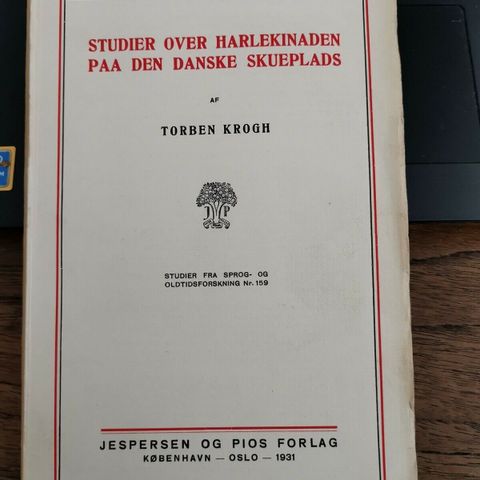 STUDIER OVER HARLEKINADEN
PAA DEN DANSKE SKUEPLADS
AF
TORBEN KROGH
J P
STUDIER FRA SPROG- OG
OLDTIDSFORSKNING Nr. 159
JESPERSEN OG PIOS FORLAG
KØBENHAVN — OSLO — 1931